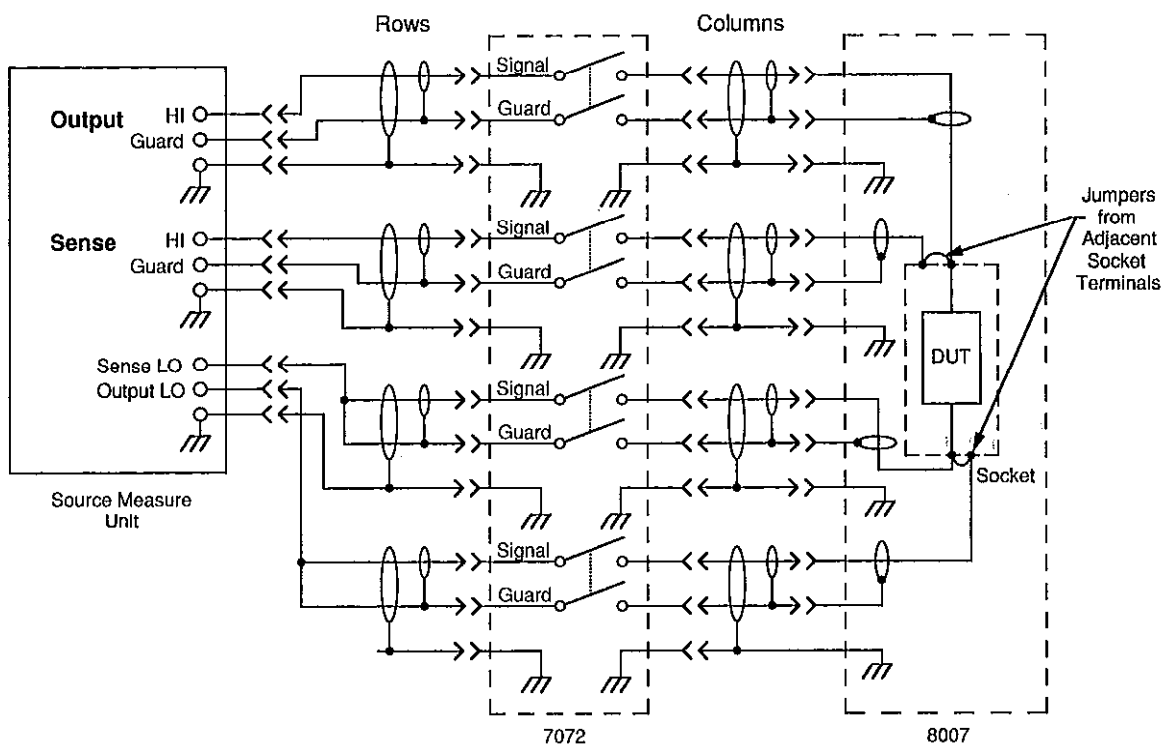 Rows
Columns
Output
HI
Guard
Signal
Guard
Sense
HI
Guard
Signal
Guard
Jumpers
from
Adjacent
Socket
Terminals
Sense LO
Output LO
Signal
Guard
DUT
Socket
Source Measure
Unit
Signal
Guard
7072
8007